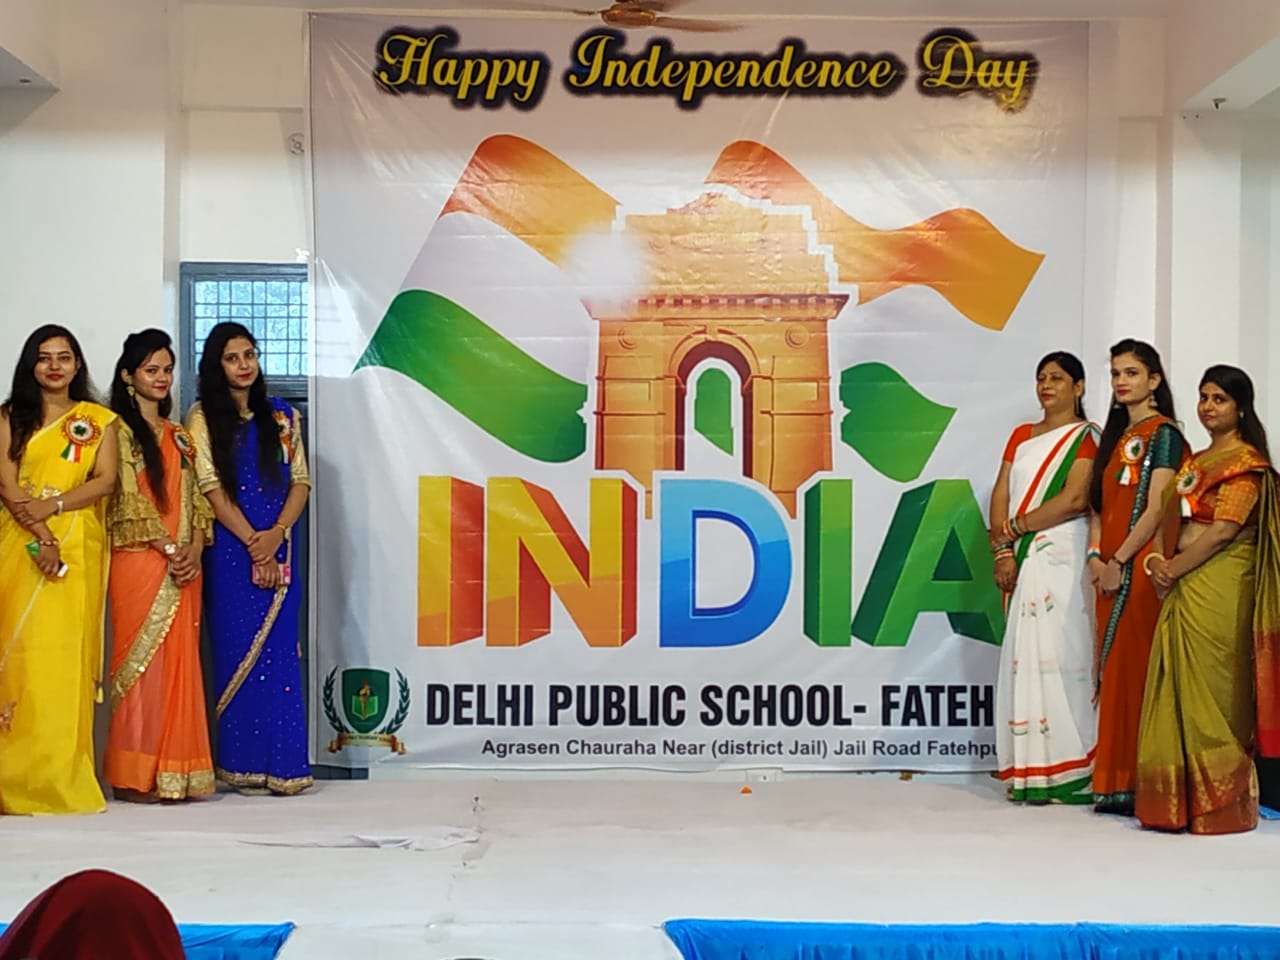 Happy Independence Day
INDIA
DELHI PUBLIC SCHOOL- FATEH
Agrasen Chauraha Near (district Jail) Jail Road Fatehpu